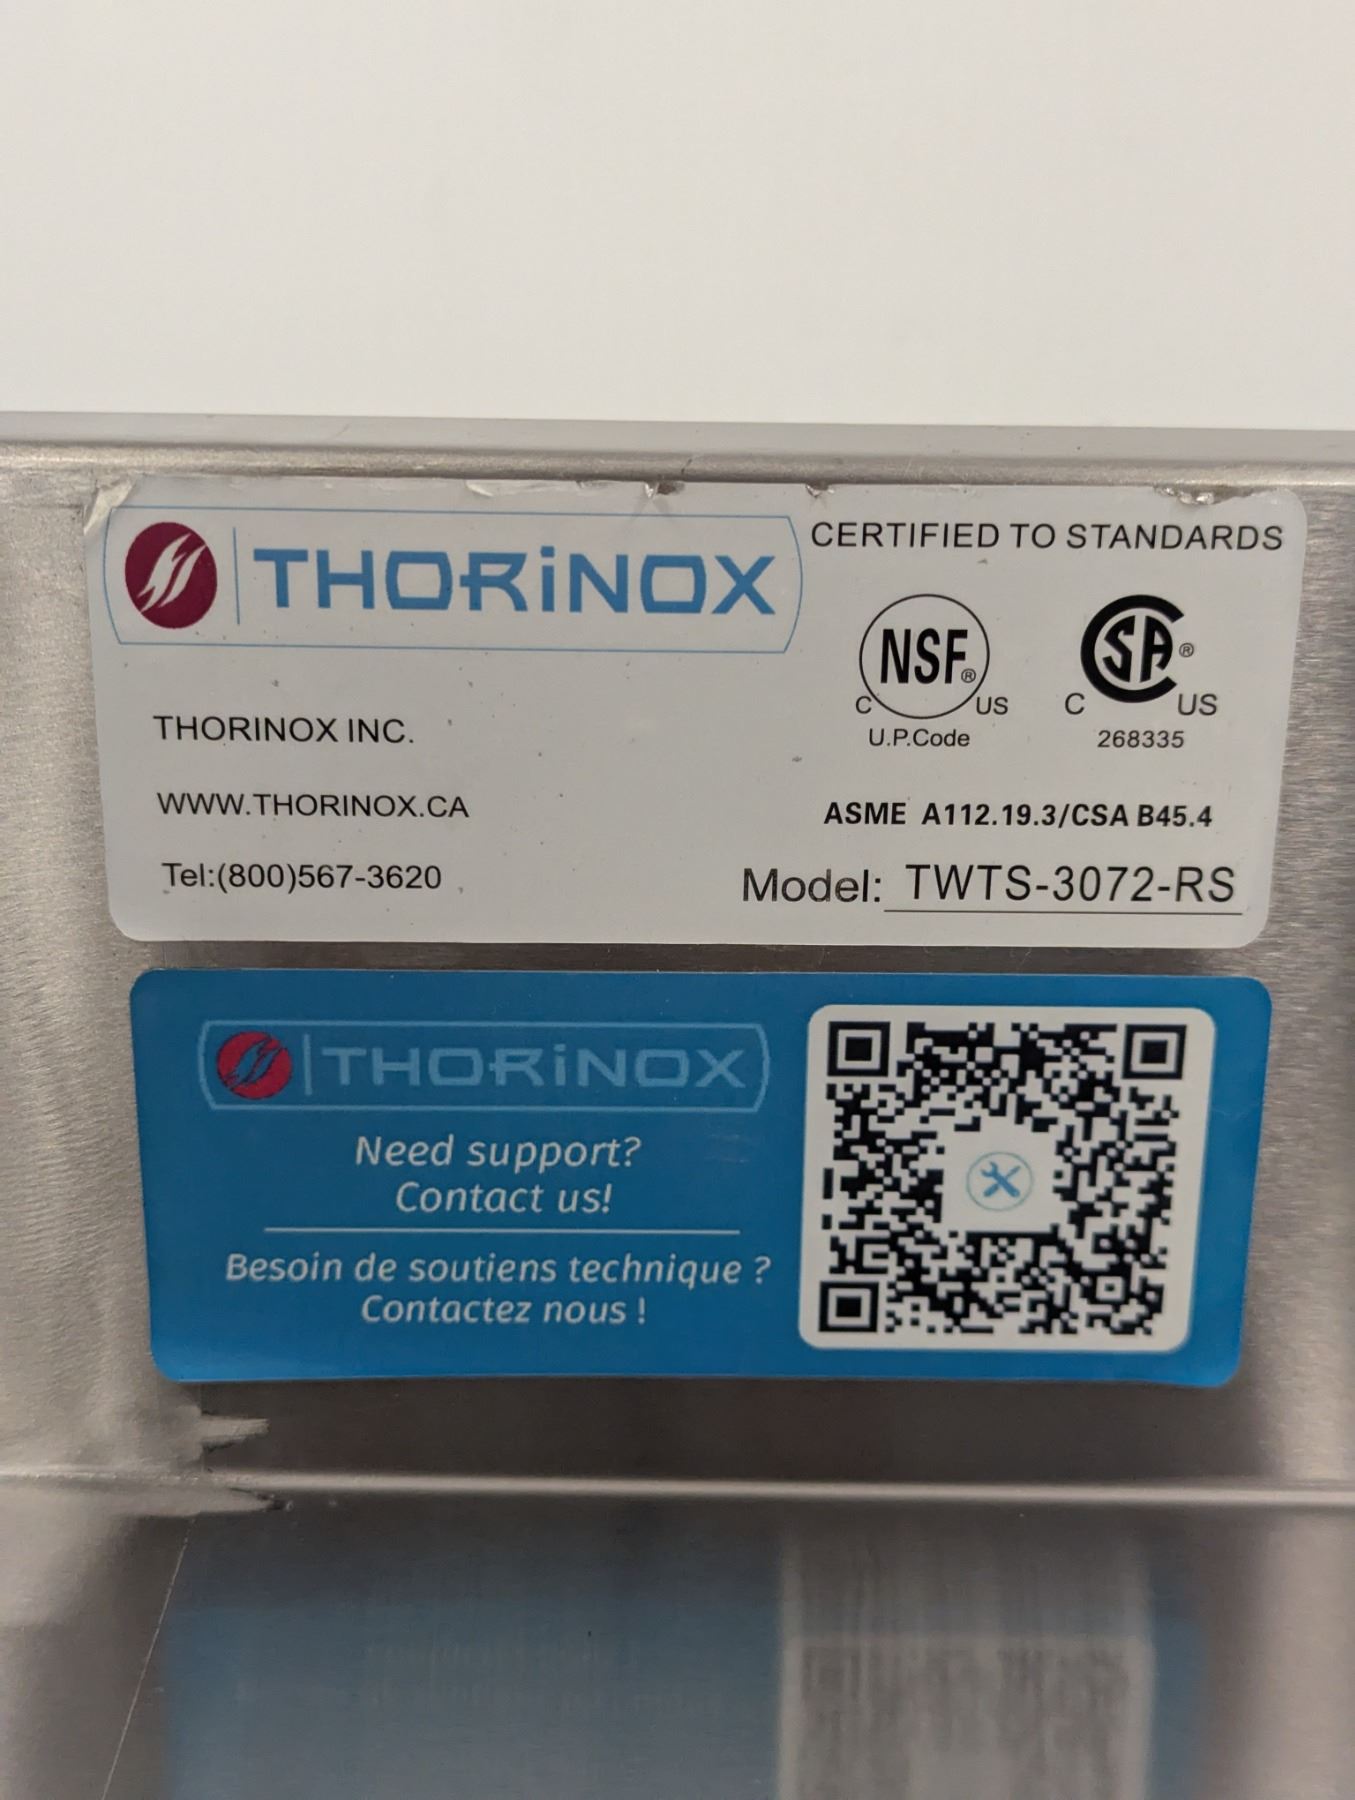 THORiNOX
CERTIFIED TO STANDARDS
NSF®
C US
U.P.Code
CSA®
C US
268335
THORINOX INC.
WWW.THORINOX.CA
Tel:(800)567-3620
ASME A112.19.3/CSA B45.4
Model: TWTS-3072-RS
THORiNOX
Need support?
Contact us!
Besoin de soutiens technique ?
Contactez nous !